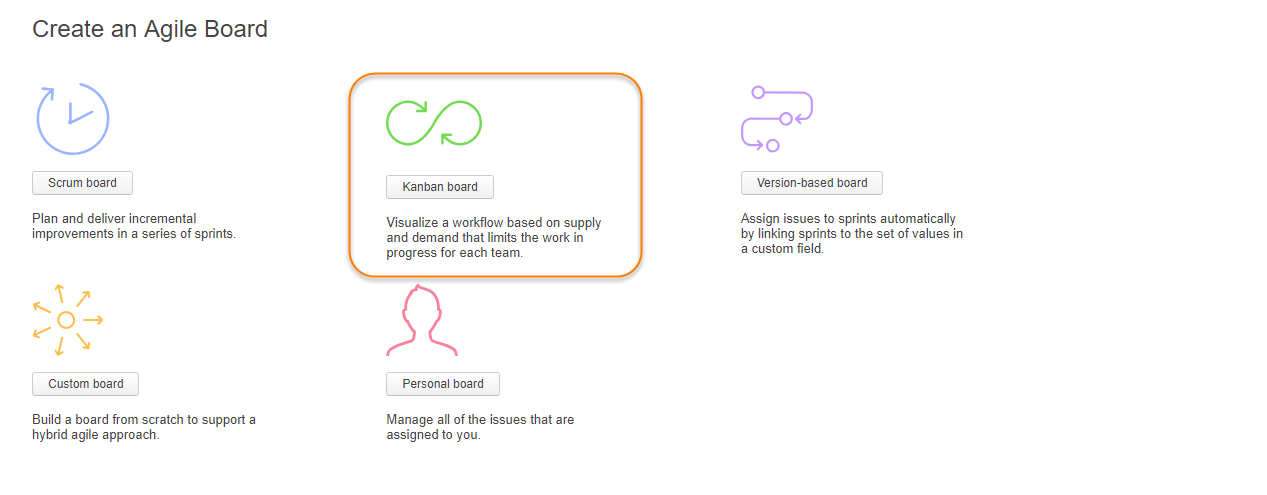 Create an Agile Board
Scrum board
Plan and deliver incremental
improvements in a series of sprints.
Kanban board
Visualize a workflow based on supply
and demand that limits the work in
progress for each team.
Version-based board
Assign issues to sprints automatically
by linking sprints to the set of values in
a custom field.
Custom board
Build a board from scratch to support a
hybrid agile approach.
Personal board
Manage all of the issues that are
assigned to you.